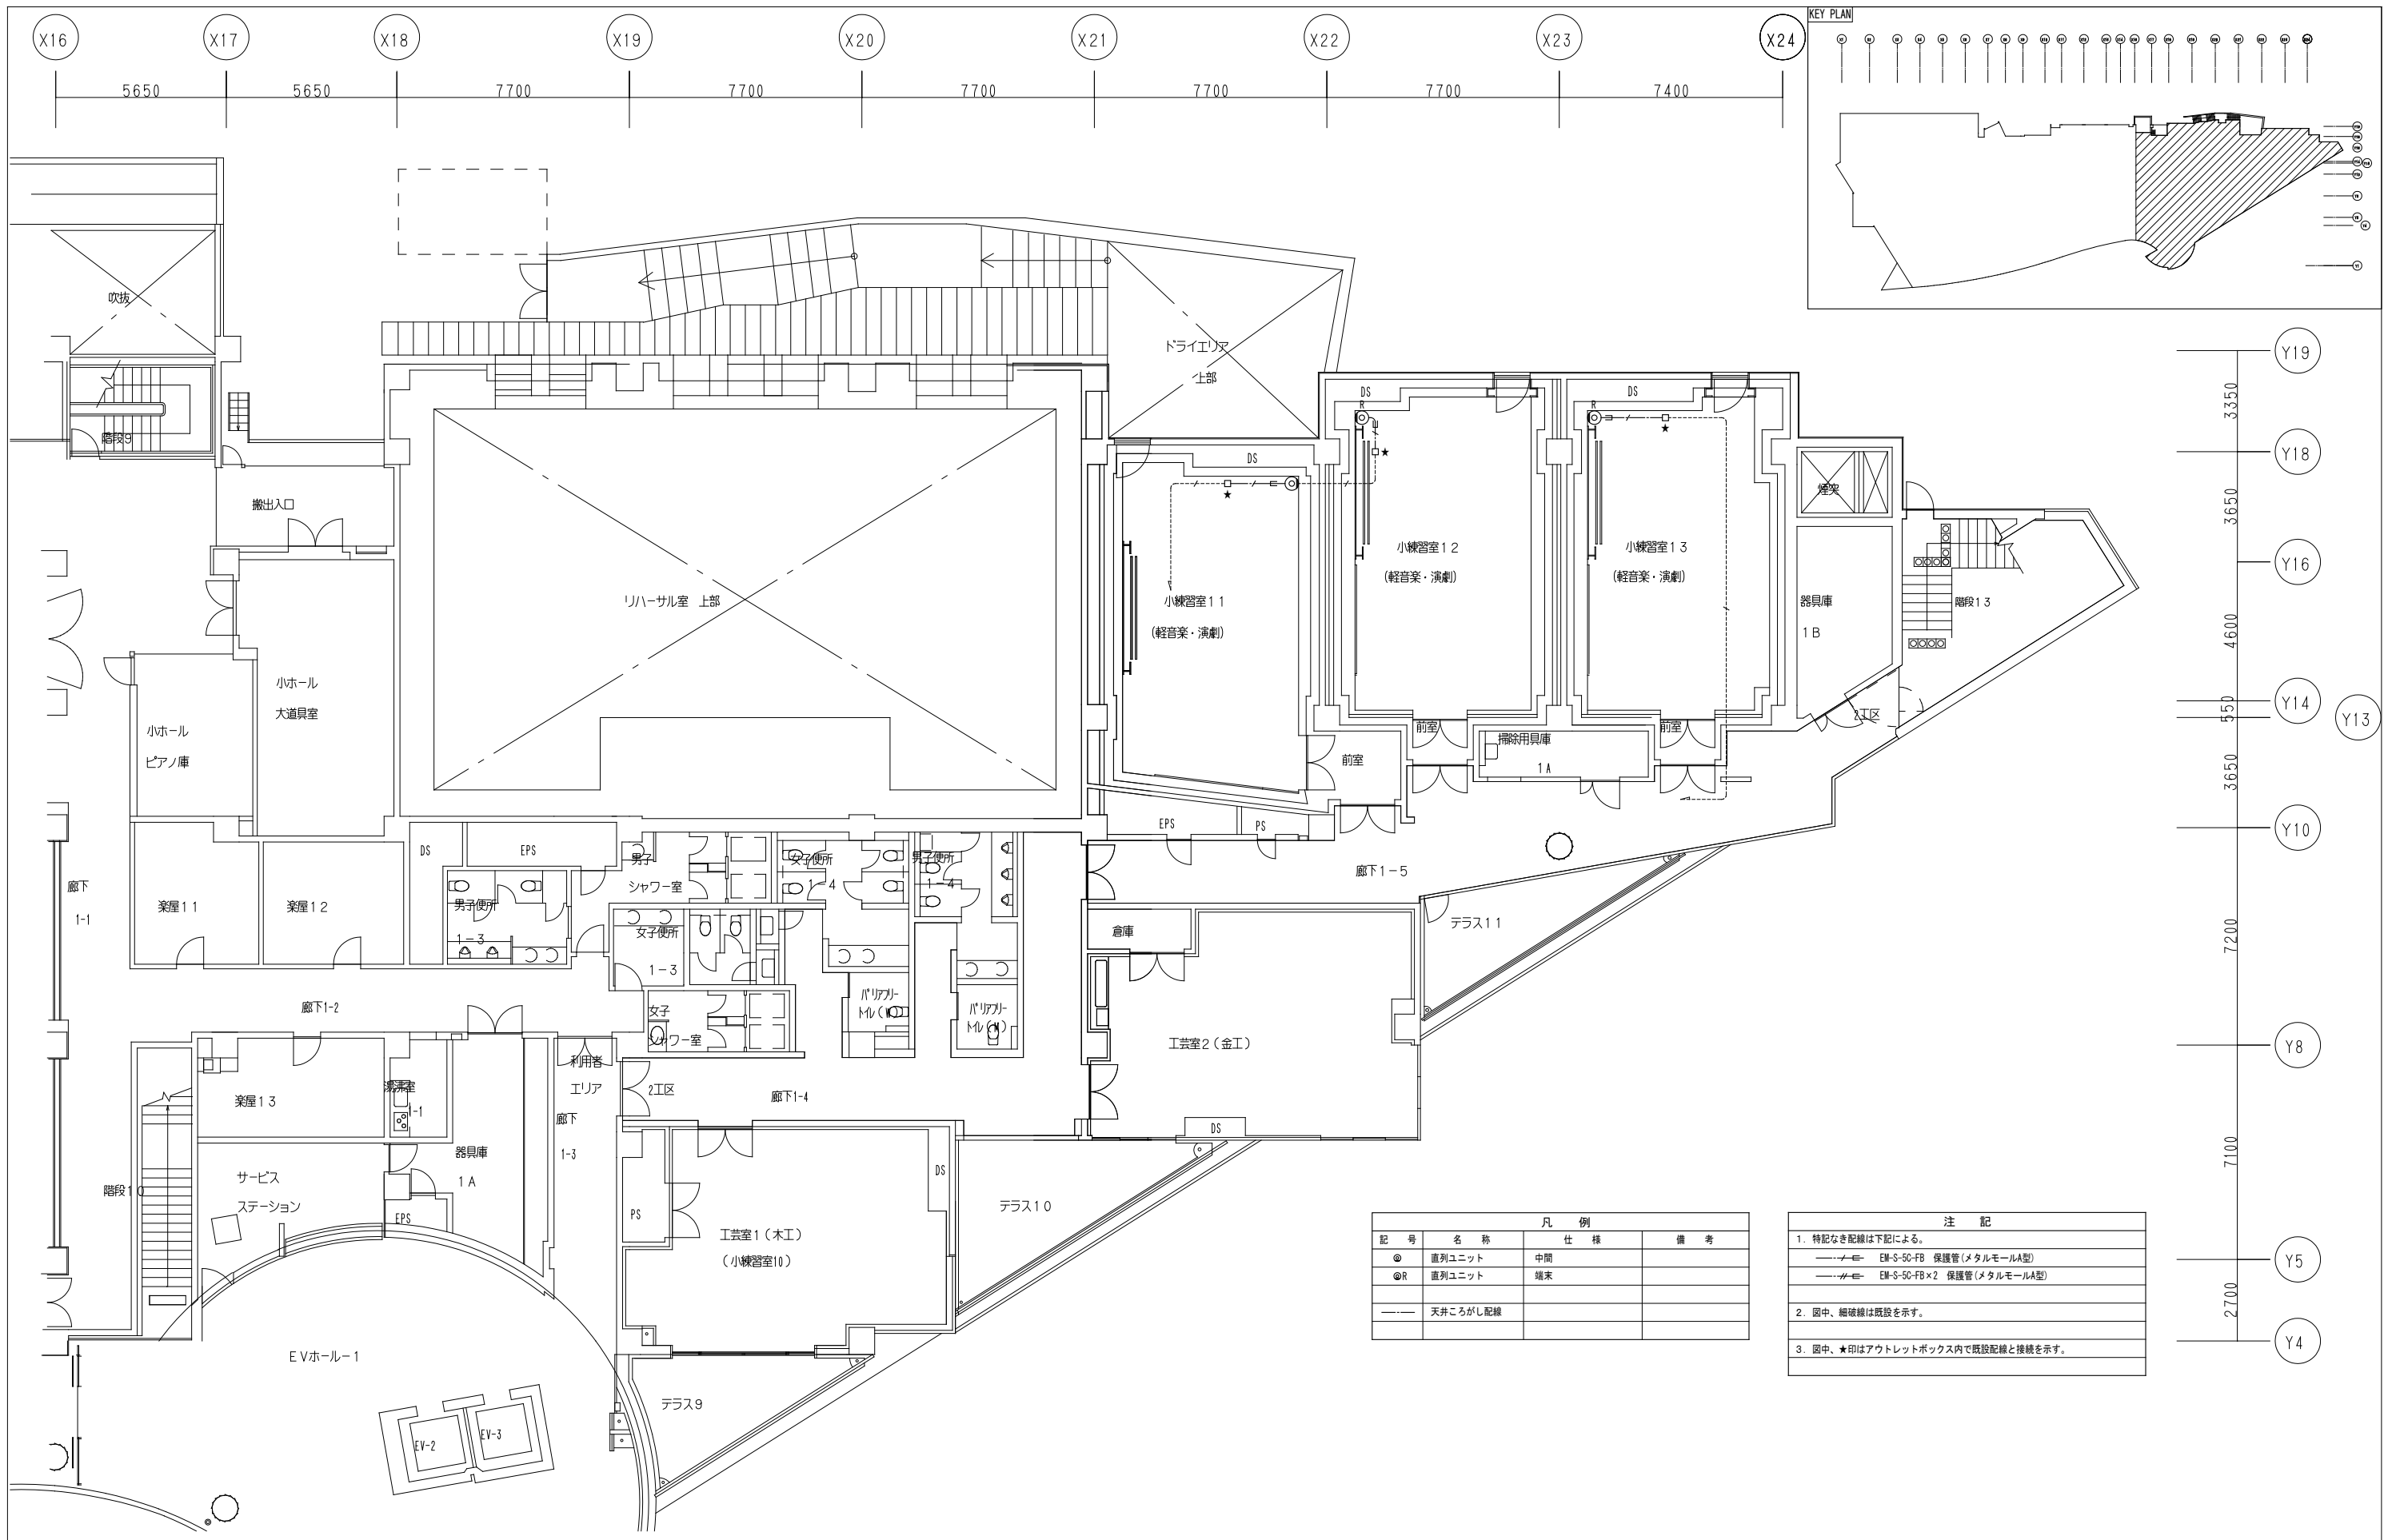 X16
X17
X18
X19
X20
X21
X22
X23
X24
KEY PLAN
5650
5650
7700
7700
7700
7700
7700
7400
吹抜
階段9
搬出入口
ドライエリア
上部
DS
DS
DS
R
R
★
★
★
煙突
リハーサル室 上部
小練習室11
(軽音楽・演劇)
小練習室12
(軽音楽・演劇)
小練習室13
(軽音楽・演劇)
器具庫
1B
階段13
2工区
小ホール
大道具室
小ホール
ピアノ庫
前室
前室
前室
掃除用具庫
1A
EPS
PS
廊下
1-1
楽屋11
楽屋12
DS
EPS
男子便所
1-3
男子
シャワー室
女子便所
1-4
男子便所
1-4
女子便所
1-3
女子
シャワー室
バリアフリー
トイレ(W)
バリアフリー
トイレ(M)
廊下1-5
倉庫
テラス11
工芸室2(金工)
DS
廊下1-2
利用者
エリア
2工区
廊下1-4
廊下
1-3
楽屋13
湯沸室
1-1
器具庫
1A
サービス
ステーション
EPS
階段10
PS
DS
工芸室1(木工)
(小練習室10)
テラス10
テラス9
EVホール-1
EV-2
EV-3
Y19
3350
Y18
3650
Y16
4600
Y14
550
Y13
3650
Y10
7200
Y8
7100
Y5
2700
Y4
凡 例
記 号 名 称 仕 様 備 考
◎ 直列ユニット 中間
◎R 直列ユニット 端末
天井ころがし配線
注 記
1. 特記なき配線は下記による。
EM-S-5C-FB 保護管(メタルモールA型)
EM-S-5C-FB×2 保護管(メタルモールA型)
2. 図中、細破線は既設を示す。
3. 図中、★印はアウトレットボックス内で既設配線と接続を示す。